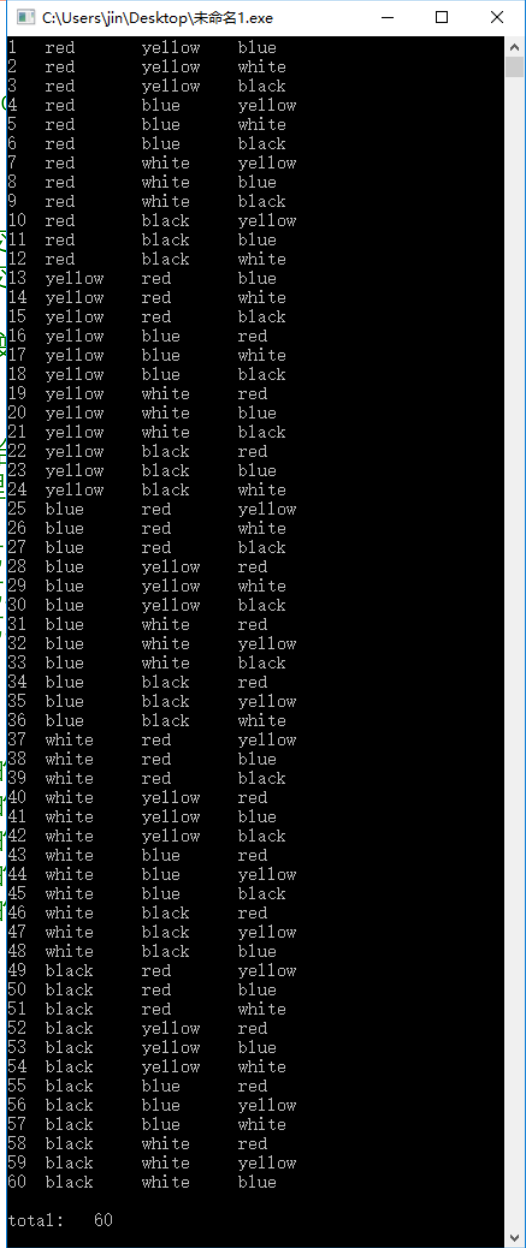 C:\Users\jin\Desktop\未命名1.exe
1 red yellow blue
2 red yellow white
3 red yellow black
4 red blue yellow
5 red blue white
6 red blue black
7 red white yellow
8 red white blue
9 red white black
10 red black yellow
11 red black blue
12 red black white
13 yellow red blue
14 yellow red white
15 yellow red black
16 yellow blue red
17 yellow blue white
18 yellow blue black
19 yellow white red
20 yellow white blue
21 yellow white black
22 yellow black red
23 yellow black blue
24 yellow black white
25 blue red yellow
26 blue red white
27 blue red black
28 blue yellow red
29 blue yellow white
30 blue yellow black
31 blue white red
32 blue white yellow
33 blue white black
34 blue black red
35 blue black yellow
36 blue black white
37 white red yellow
38 white red blue
39 white red black
40 white yellow red
41 white yellow blue
42 white yellow black
43 white blue red
44 white blue yellow
45 white blue black
46 white black red
47 white black yellow
48 white black blue
49 black red yellow
50 black red blue
51 black red white
52 black yellow red
53 black yellow blue
54 black yellow white
55 black blue red
56 black blue yellow
57 black blue white
58 black white red
59 black white yellow
60 black white blue
total: 60